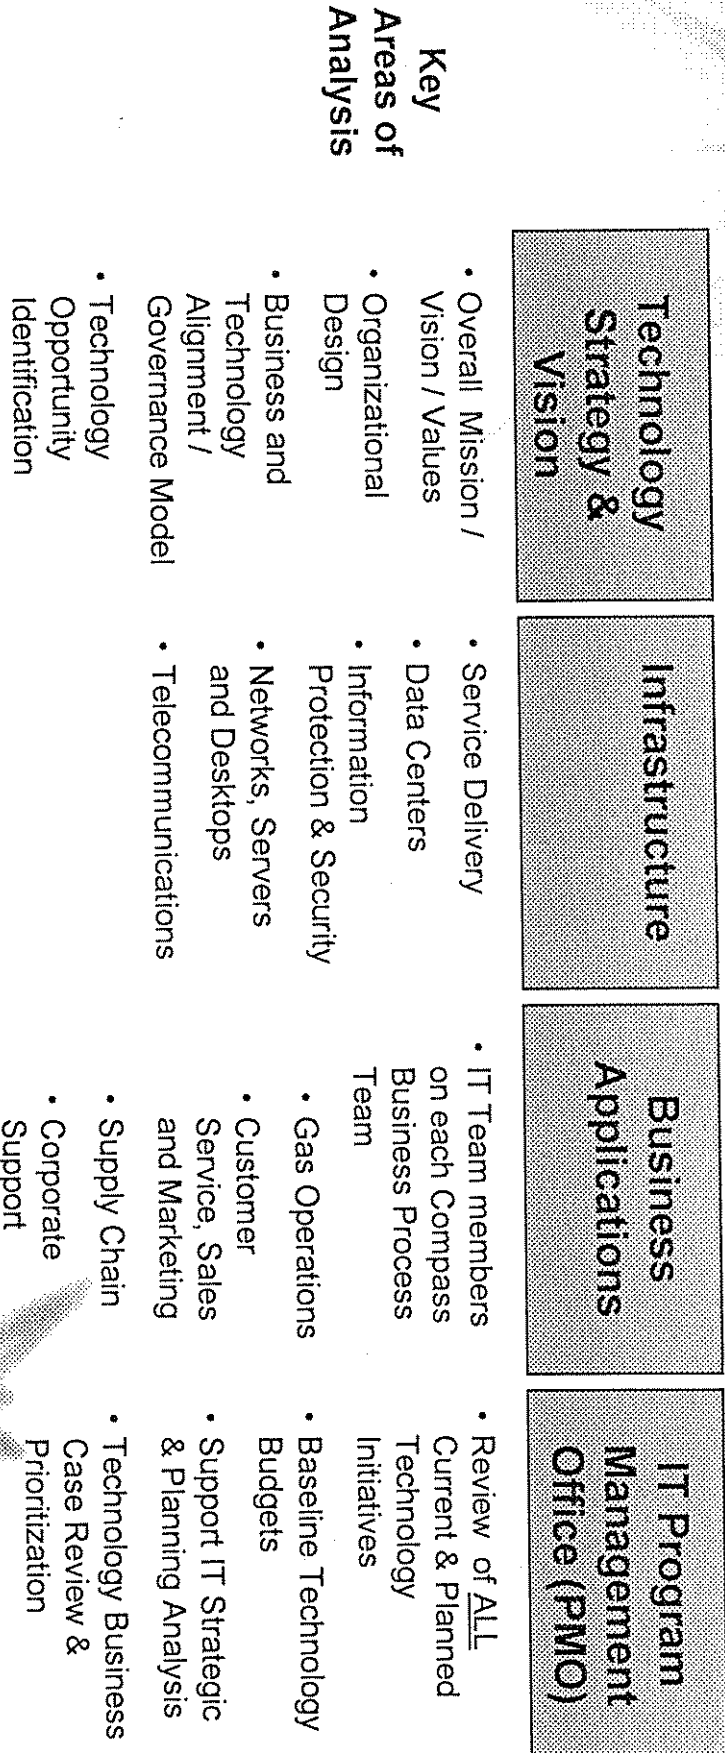 Key
Areas of
Analysis
Technology
Strategy &
Vision
• Overall Mission /
Vision / Values
• Organizational
Design
• Business and
Technology
Alignment /
Governance Model
• Technology
Opportunity
Identification
Infrastructure
• Service Delivery
• Data Centers
• Information
Protection & Security
• Networks, Servers
and Desktops
• Telecommunications
Business
Applications
• IT Team members
on each Compass
Business Process
Team
• Gas Operations
• Customer
Service, Sales
and Marketing
• Supply Chain
• Corporate
Support
IT Program
Management
Office (PMO)
• Review of ALL
Current & Planned
Technology
Initiatives
• Baseline Technology
Budgets
• Support IT Strategic
& Planning Analysis
• Technology Business
Case Review &
Prioritization